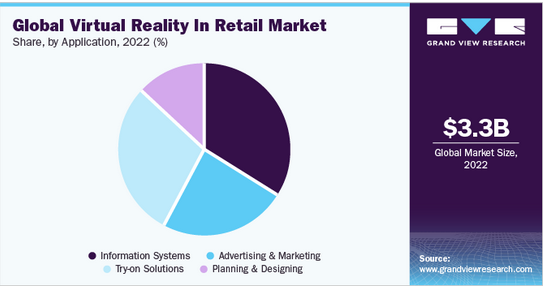 Global Virtual Reality In Retail Market
Share, by Application, 2022 (%)
Information Systems
Advertising & Marketing
Try-on Solutions
Planning & Designing
GRAND VIEW RESEARCH
$3.3B
Global Market Size,
2022
Source:
www.grandviewresearch.com